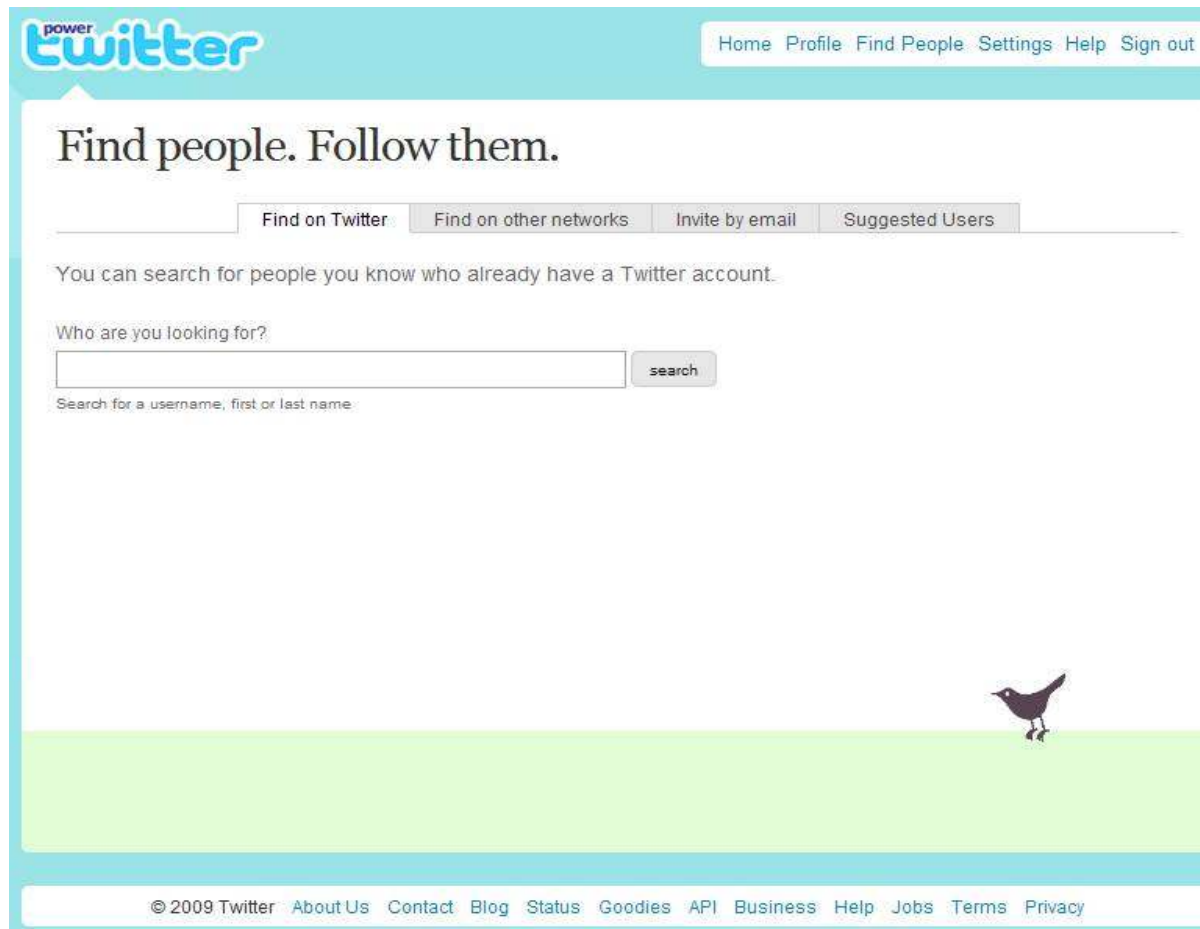 power
twitter
Home Profile Find People Settings Help Sign out
Find people. Follow them.
Find on Twitter Find on other networks Invite by email Suggested Users
You can search for people you know who already have a Twitter account.
Who are you looking for?
search
Search for a username, first or last name
© 2009 Twitter About Us Contact Blog Status Goodies API Business Help Jobs Terms Privacy